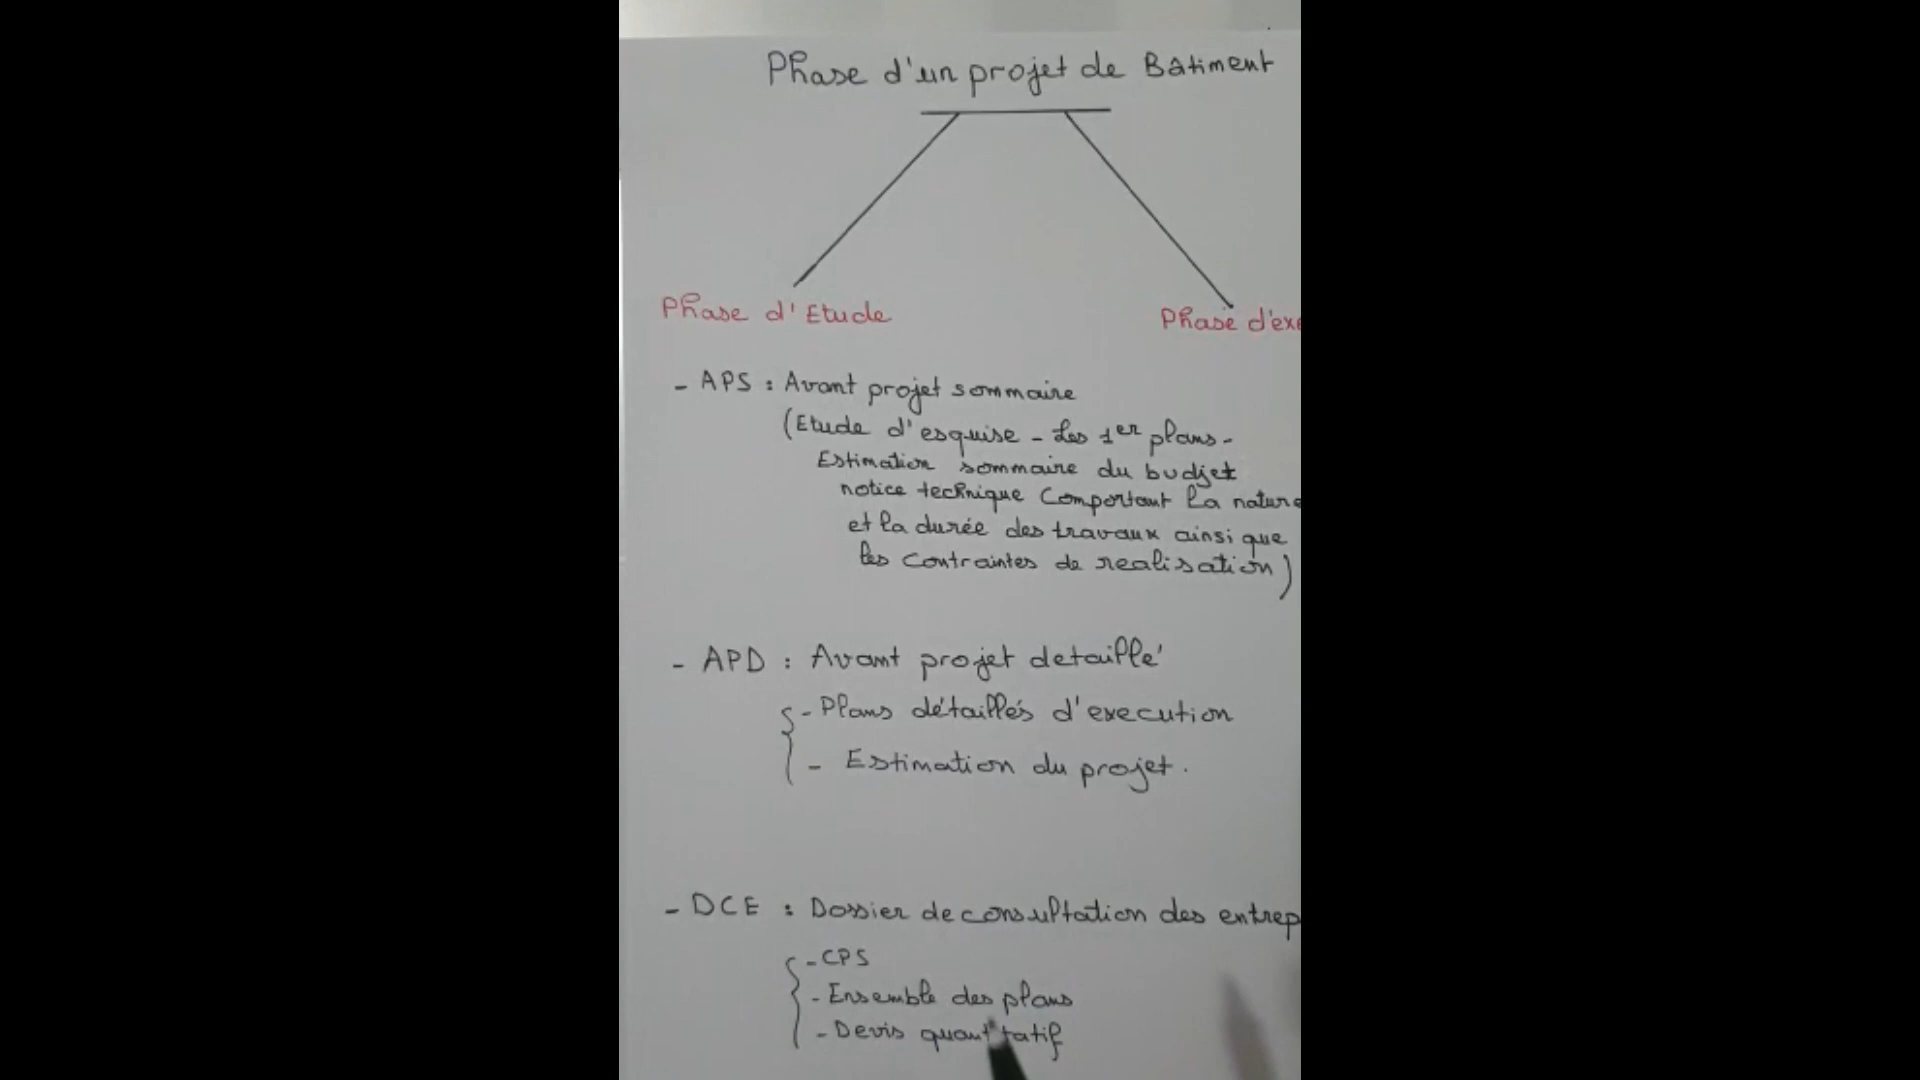 Phase d'un projet de Bâtiment
Phase d'Etude
Phase d'exe
- APS : Avant projet sommaire
(Etude d'esquise - Les 1er plans -
Estimation sommaire du budjet
notice technique Comportant la nature
et la durée des travaux ainsi que
les contraintes de realisation)
- APD : Avant projet detaillé
- Plans détaillés d'execution
- Estimation du projet.
- DCE : Dossier de consultation des entrep
- CPS
- Ensemble des plans
- Devis quantitatif